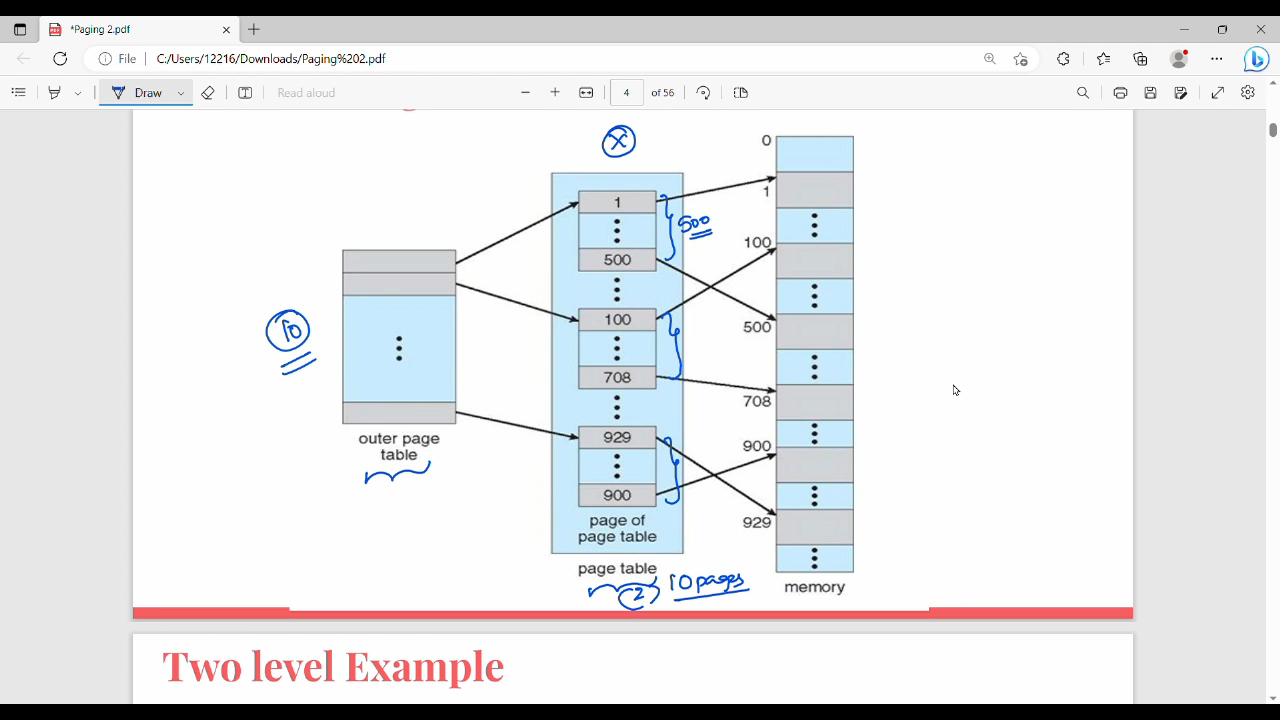 *Paging 2.pdf
File
C:/Users/12216/Downloads/Paging%202.pdf
Draw
Read aloud
4
of 56
X
0
1
1
500
100
500
10
100
500
708
708
900
929
outer page
table
900
929
page of
page table
page table
2
10 pages
memory
Two level Example